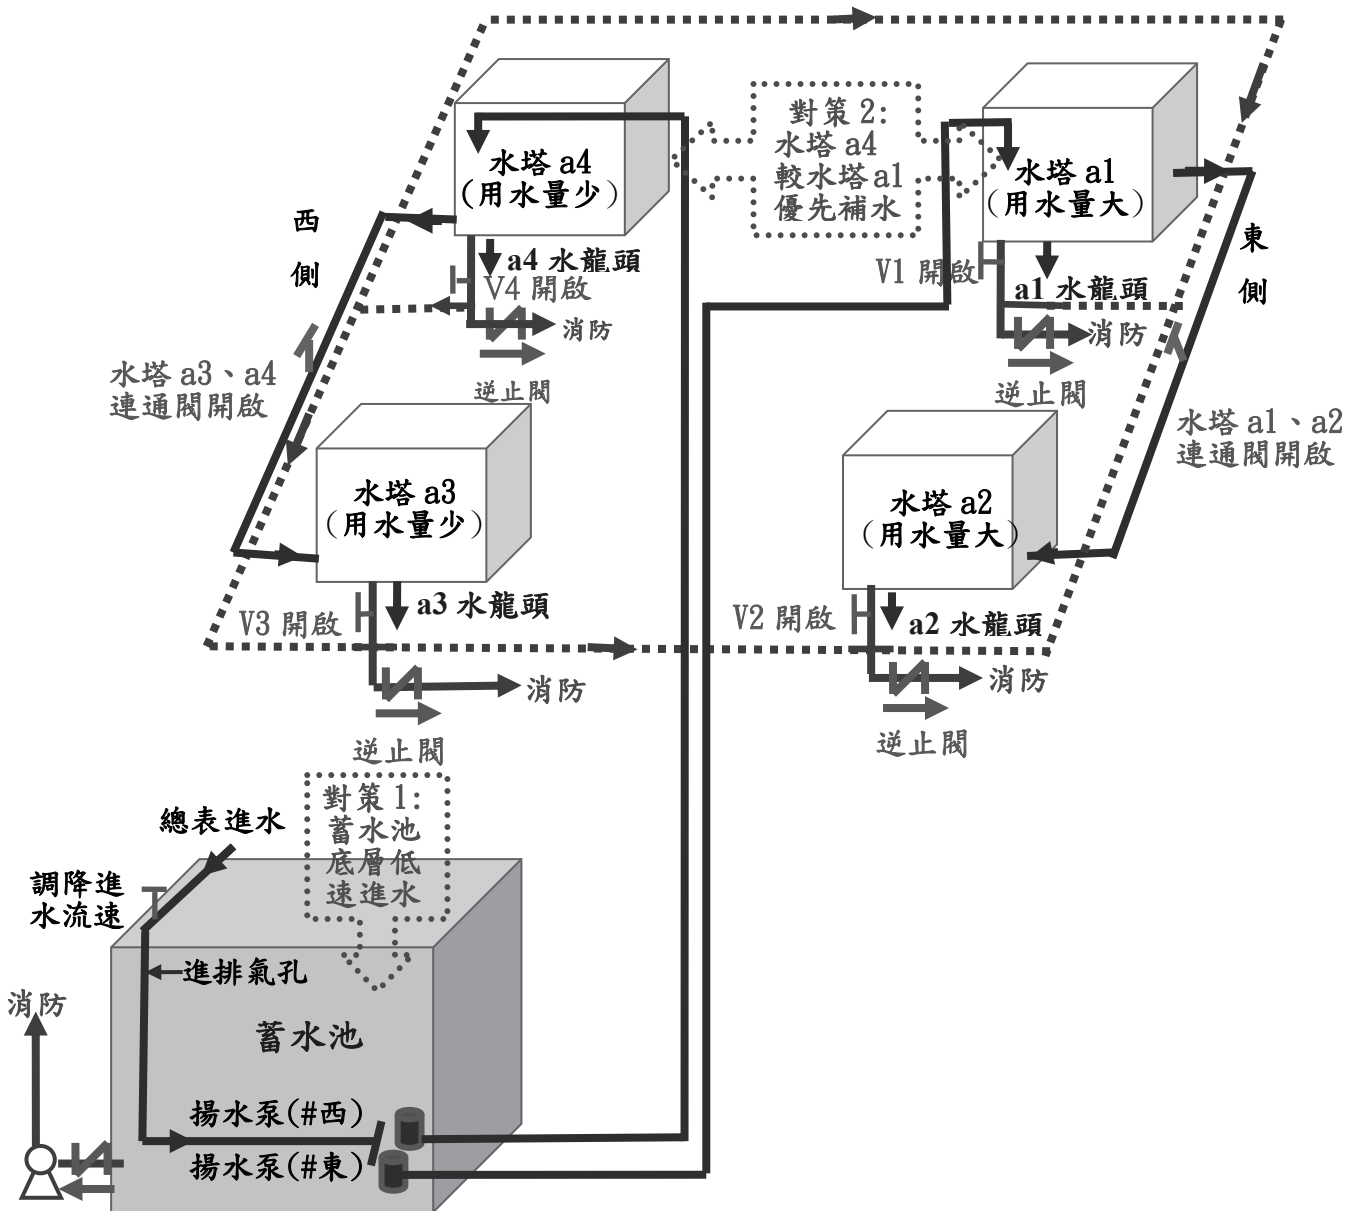 對策 2:
水塔 a4
較水塔 a1
優先補水
水塔 a4
(用水量少)
水塔 a1
(用水量大)
西
側
東
側
a4 水龍頭
V4 開啟
消防
逆止閥
V1 開啟
a1 水龍頭
消防
逆止閥
水塔 a3、a4
連通閥開啟
水塔 a1、a2
連通閥開啟
水塔 a3
(用水量少)
水塔 a2
(用水量大)
V3 開啟
a3 水龍頭
消防
逆止閥
V2 開啟
a2 水龍頭
消防
逆止閥
對策 1:
蓄水池
底層低
速進水
總表進水
調降進
水流速
進排氣孔
消防
蓄水池
揚水泵(#西)
揚水泵(#東)